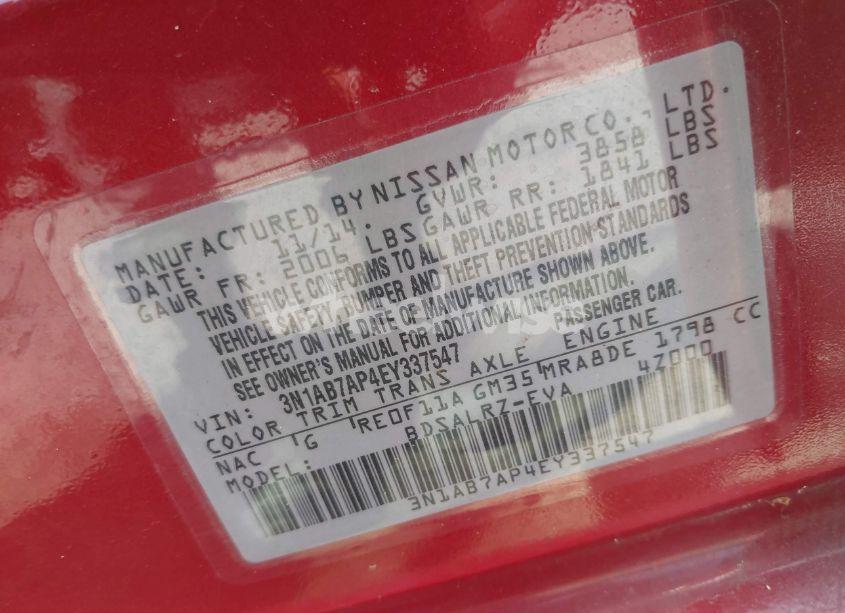 MANUFACTURED BY NISSAN MOTOR CO., LTD.
DATE: 11/14. GVWR: 3858 LBS
GAWR FR: 2006 LBS GAWR RR: 1841 LBS
THIS VEHICLE CONFORMS TO ALL APPLICABLE FEDERAL MOTOR
VEHICLE SAFETY, BUMPER AND THEFT PREVENTION STANDARDS
IN EFFECT ON THE DATE OF MANUFACTURE SHOWN ABOVE.
SEE OWNER'S MANUAL FOR ADDITIONAL INFORMATION.
VIN: 3N1AB7AP4EY337547 PASSENGER CAR.
COLOR TRIM TRANS AXLE ENGINE
NAC G RE0F11A GM35 MRA8DE 1798 CC
MODEL: BDSALRZ-EVA 4Z000
3N1AB7AP4EY337547